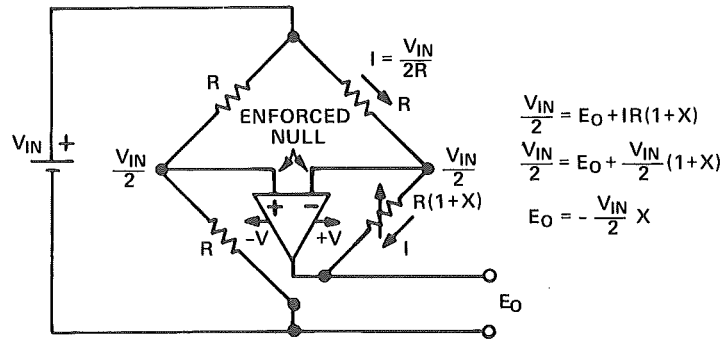 I = V_IN / 2R
R
R
ENFORCED
NULL
V_IN +
V_IN / 2
V_IN / 2
+ −
R(1+X)
R
−V
+V
I
E_O
V_IN / 2 = E_O + IR(1+X)
V_IN / 2 = E_O + V_IN / 2 (1+X)
E_O = - V_IN / 2 X